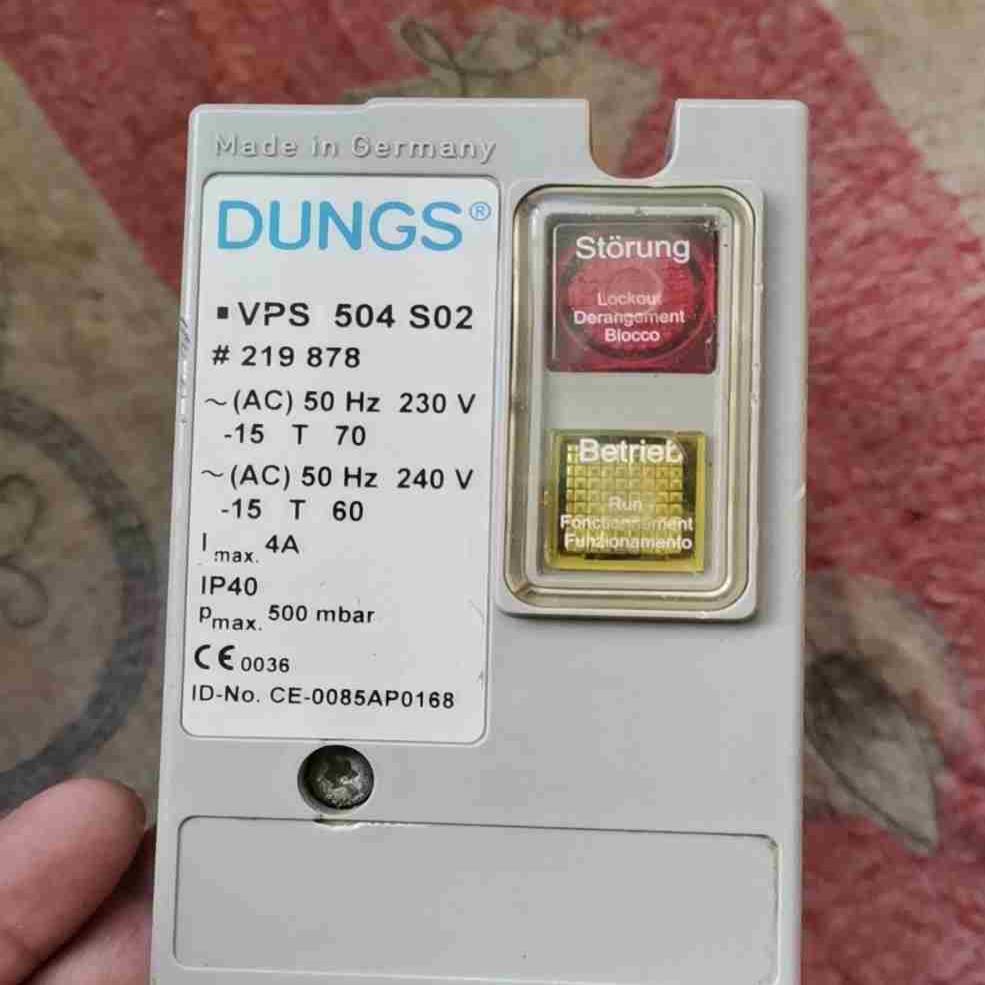 Made in Germany
DUNGS®
▪ VPS 504 S02
# 219 878
~(AC) 50 Hz 230 V
-15 T 70
~(AC) 50 Hz 240 V
-15 T 60
I max. 4A
IP40
Pmax. 500 mbar
CE 0036
ID-No. CE-0085AP0168
Störung
Lockout
Derangement
Blocco
Betrieb
Run
Fonctionnement
Funzionamento